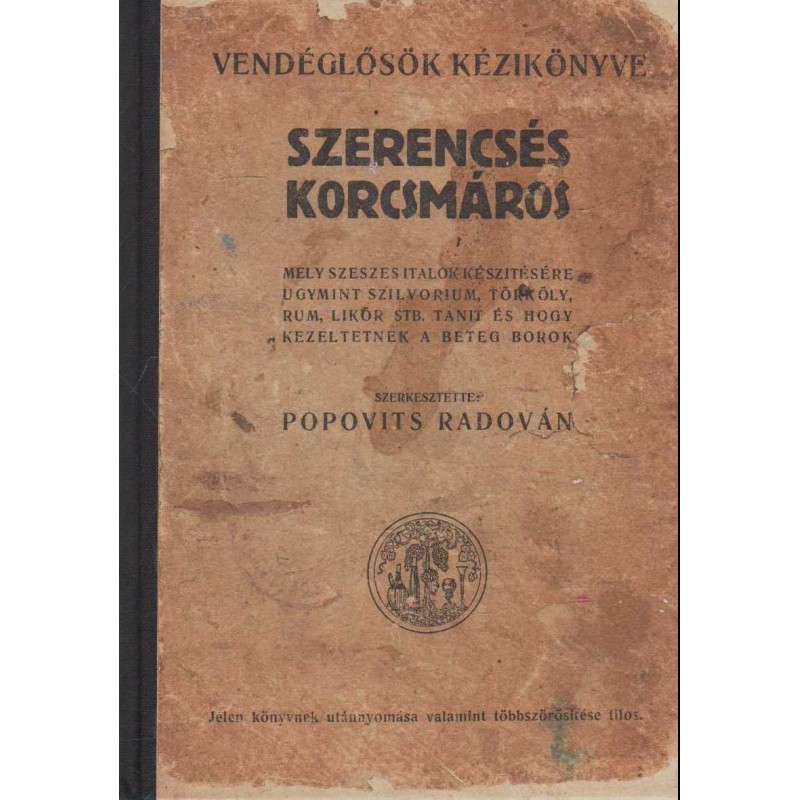 VENDÉGLŐSÖK KÉZIKÖNYVE
SZERENCSÉS
KORCSMÁROS
MELY SZESZES ITALOK KÉSZITÉSÉRE
UGYMINT SZILVORIUM, TÖRKÖLY,
RUM, LIKŐR STB. TANIT ÉS HOGY
KEZELTETNEK A BETEG BOROK
SZERKESZTETTE:
POPOVITS RADOVÁN
Jelen könyvnek utánnyomása valamint többszörösitése tilos.